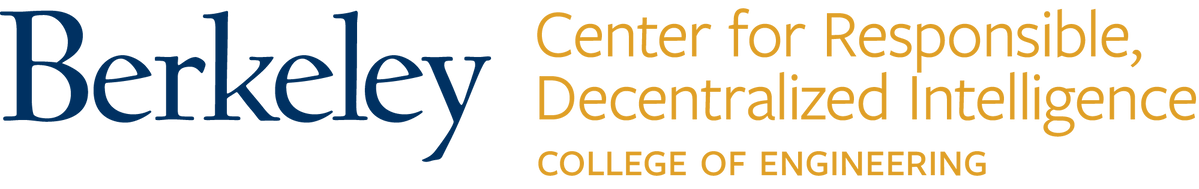 Berkeley
Center for Responsible,
Decentralized Intelligence
COLLEGE OF ENGINEERING